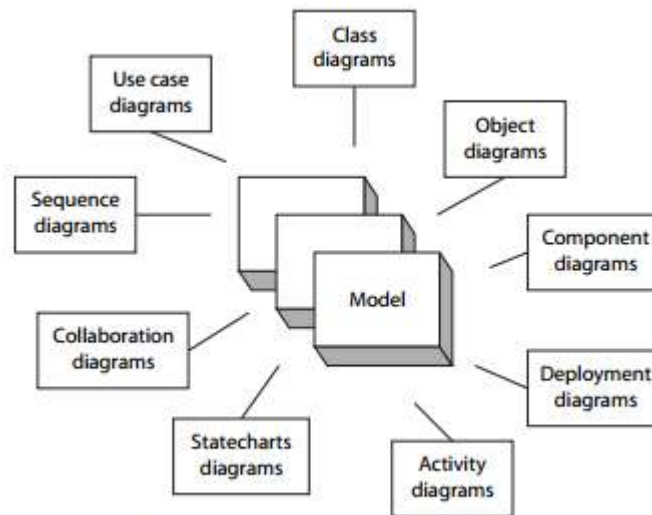 Class
diagrams
Use case
diagrams
Object
diagrams
Sequence
diagrams
Component
diagrams
Model
Collaboration
diagrams
Deployment
diagrams
Statecharts
diagrams
Activity
diagrams